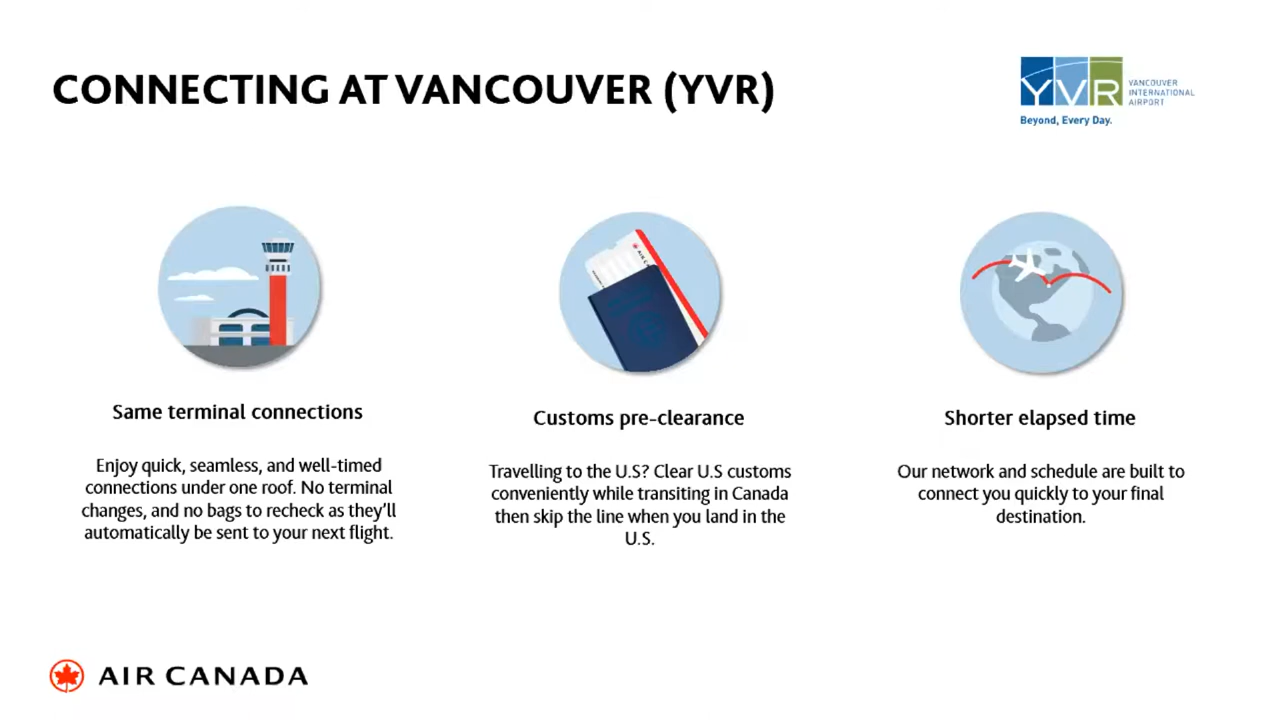 CONNECTING AT VANCOUVER (YVR)
YVR
VANCOUVER
INTERNATIONAL
AIRPORT
Beyond, Every Day.
AIR C
Same terminal connections
Enjoy quick, seamless, and well-timed
connections under one roof. No terminal
changes, and no bags to recheck as they'll
automatically be sent to your next flight.
Customs pre-clearance
Travelling to the U.S? Clear U.S customs
conveniently while transiting in Canada
then skip the line when you land in the
U.S.
Shorter elapsed time
Our network and schedule are built to
connect you quickly to your final
destination.
AIR CANADA